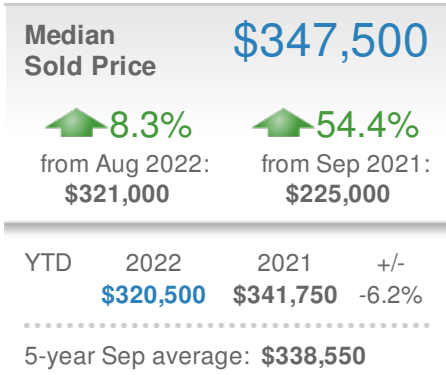 Median
Sold Price
$347,500
8.3%
from Aug 2022:
$321,000
54.4%
from Sep 2021:
$225,000
YTD 2022 2021 +/-
$320,500 $341,750 -6.2%
5-year Sep average: $338,550